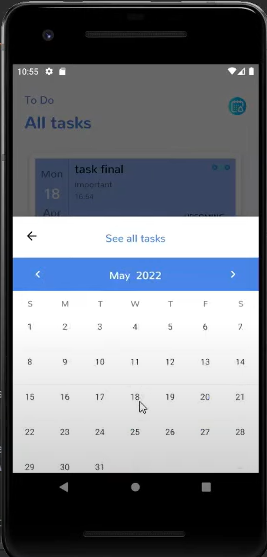 10:55
To Do
All tasks
Mon
18
Apr
task final
important
16:54
UPCOMING
See all tasks
May 2022
S M T W T F S
1 2 3 4 5 6 7
8 9 10 11 12 13 14
15 16 17 18 19 20 21
22 23 24 25 26 27 28
29 30 31